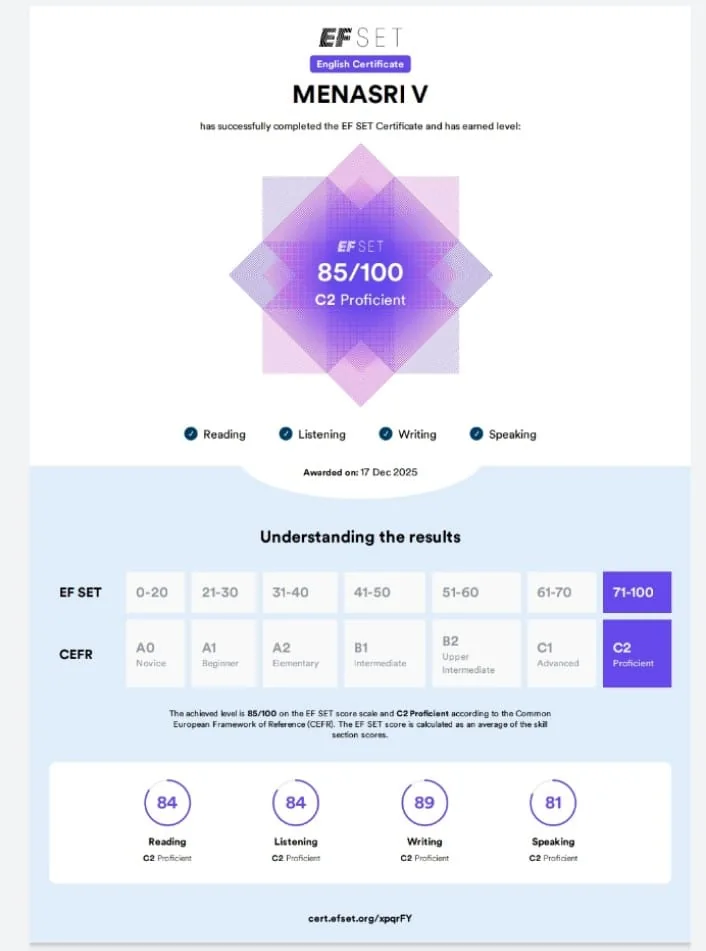 EF SET
English Certificate
MENASRI V
has successfully completed the EF SET Certificate and has earned level:
EF SET
85/100
C2 Proficient
Reading Listening Writing Speaking
Awarded on: 17 Dec 2025
Understanding the results
EF SET 0-20 21-30 31-40 41-50 51-60 61-70 71-100
CEFR
A0 A1 A2 B1 B2 C1 C2
Novice Beginner Elementary Intermediate Upper Intermediate Advanced Proficient
The achieved level is 85/100 on the EF SET score scale and C2 Proficient according to the Common
European Framework of Reference (CEFR). The EF SET score is calculated as an average of the skill
section scores.
84 84 89 81
Reading Listening Writing Speaking
C2 Proficient C2 Proficient C2 Proficient C2 Proficient
cert.efset.org/xpqrFY